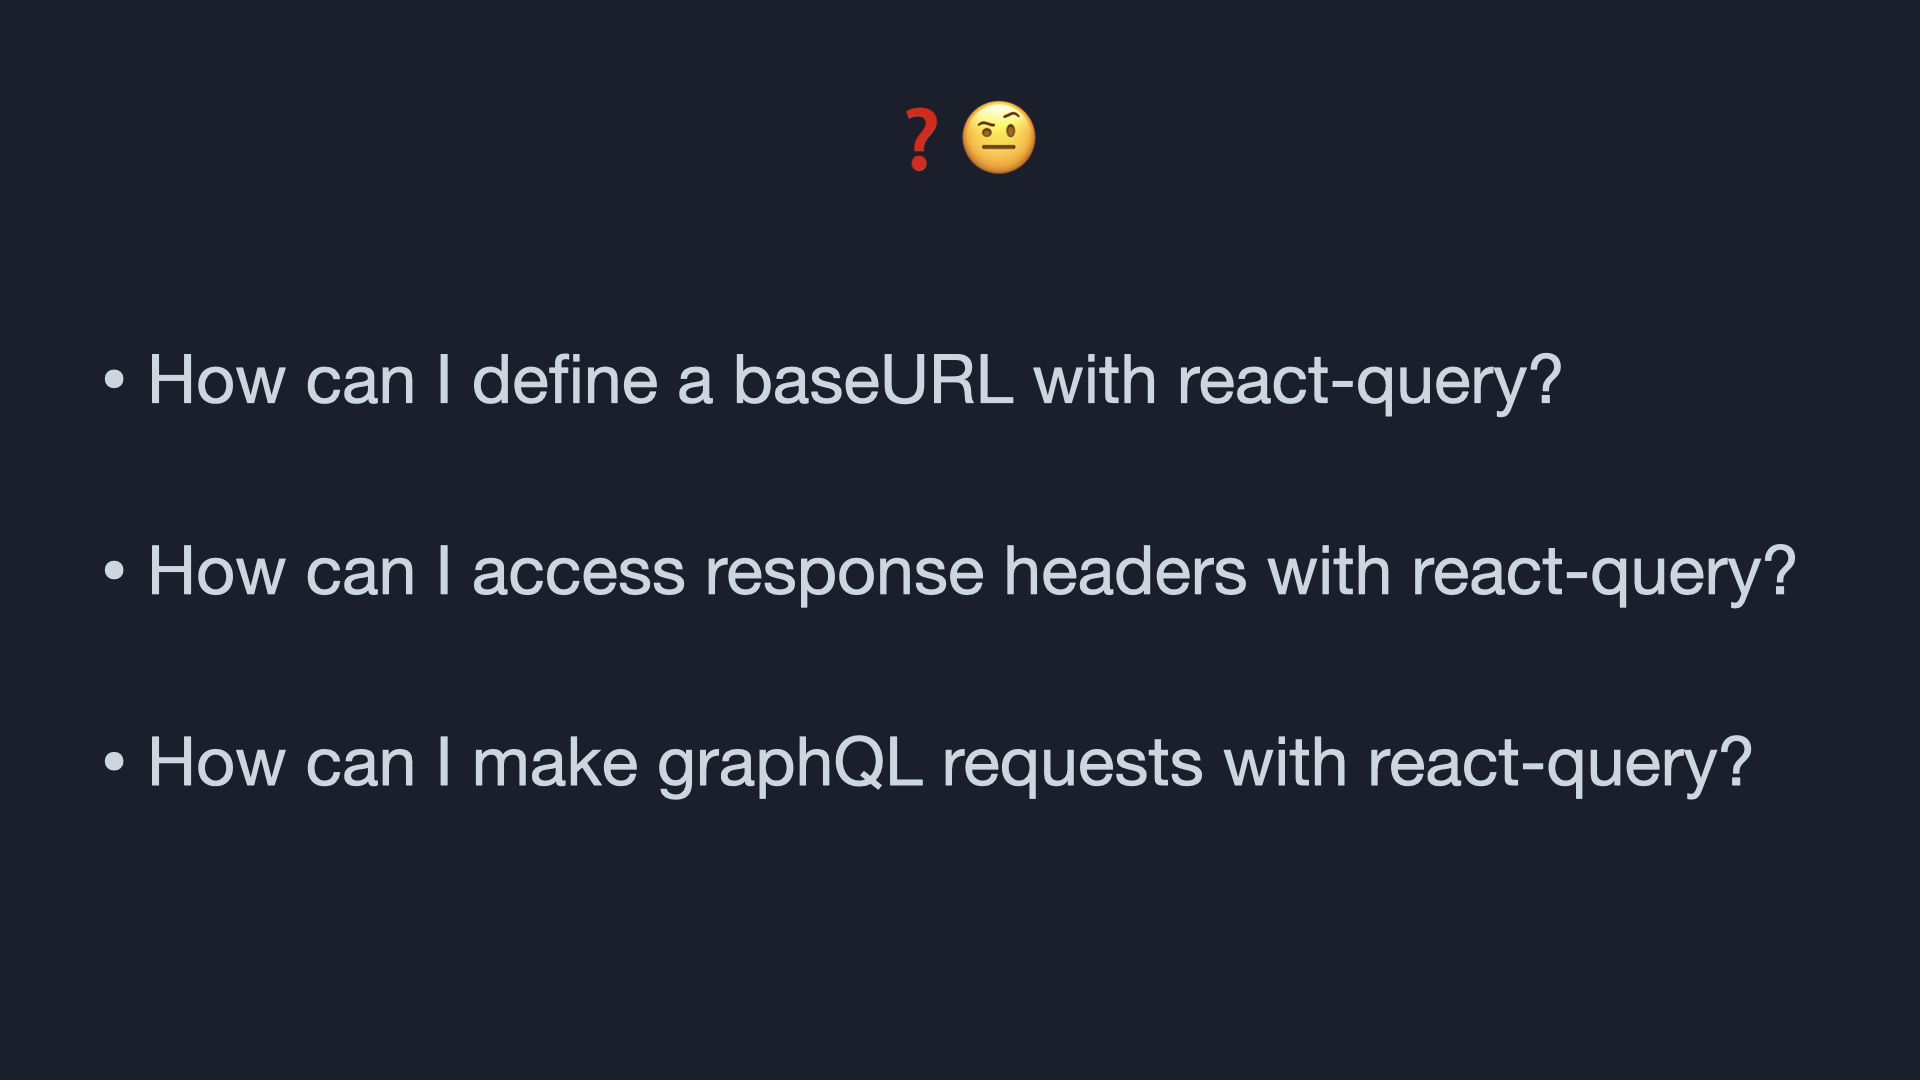 ❓🤨
• How can I define a baseURL with react-query?
• How can I access response headers with react-query?
• How can I make graphQL requests with react-query?